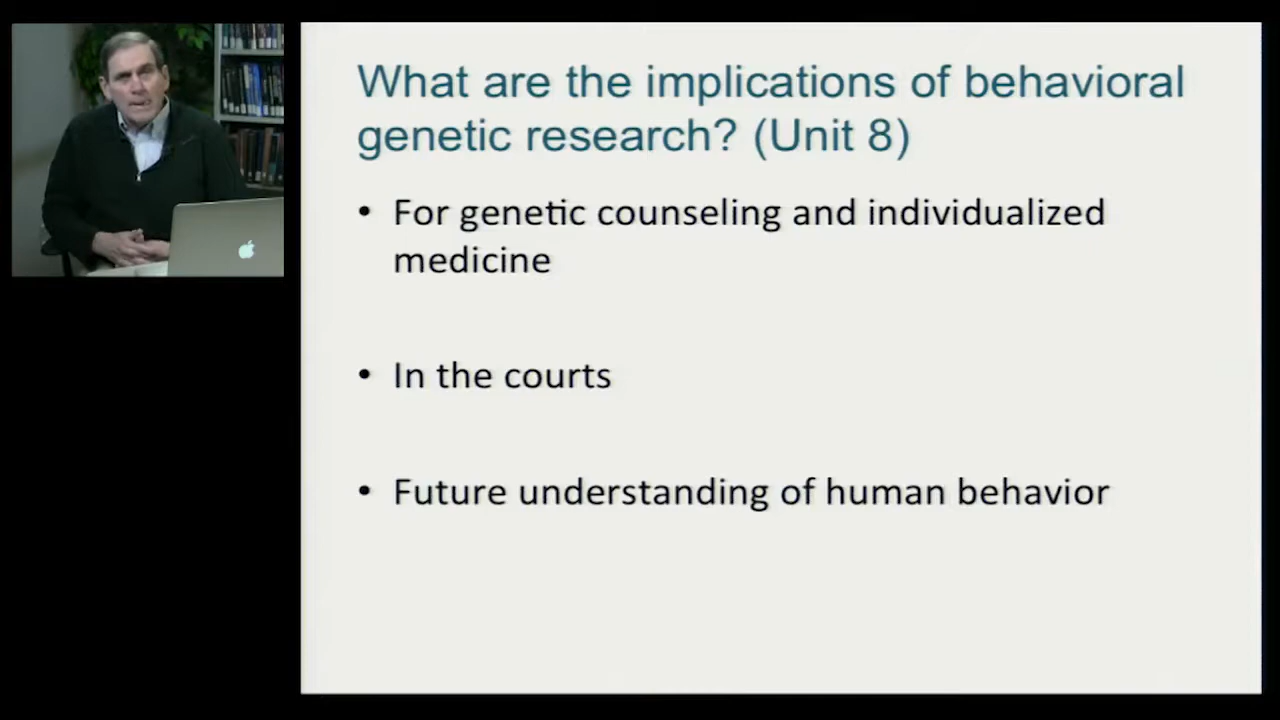 What are the implications of behavioral
genetic research? (Unit 8)
• For genetic counseling and individualized
medicine
• In the courts
• Future understanding of human behavior